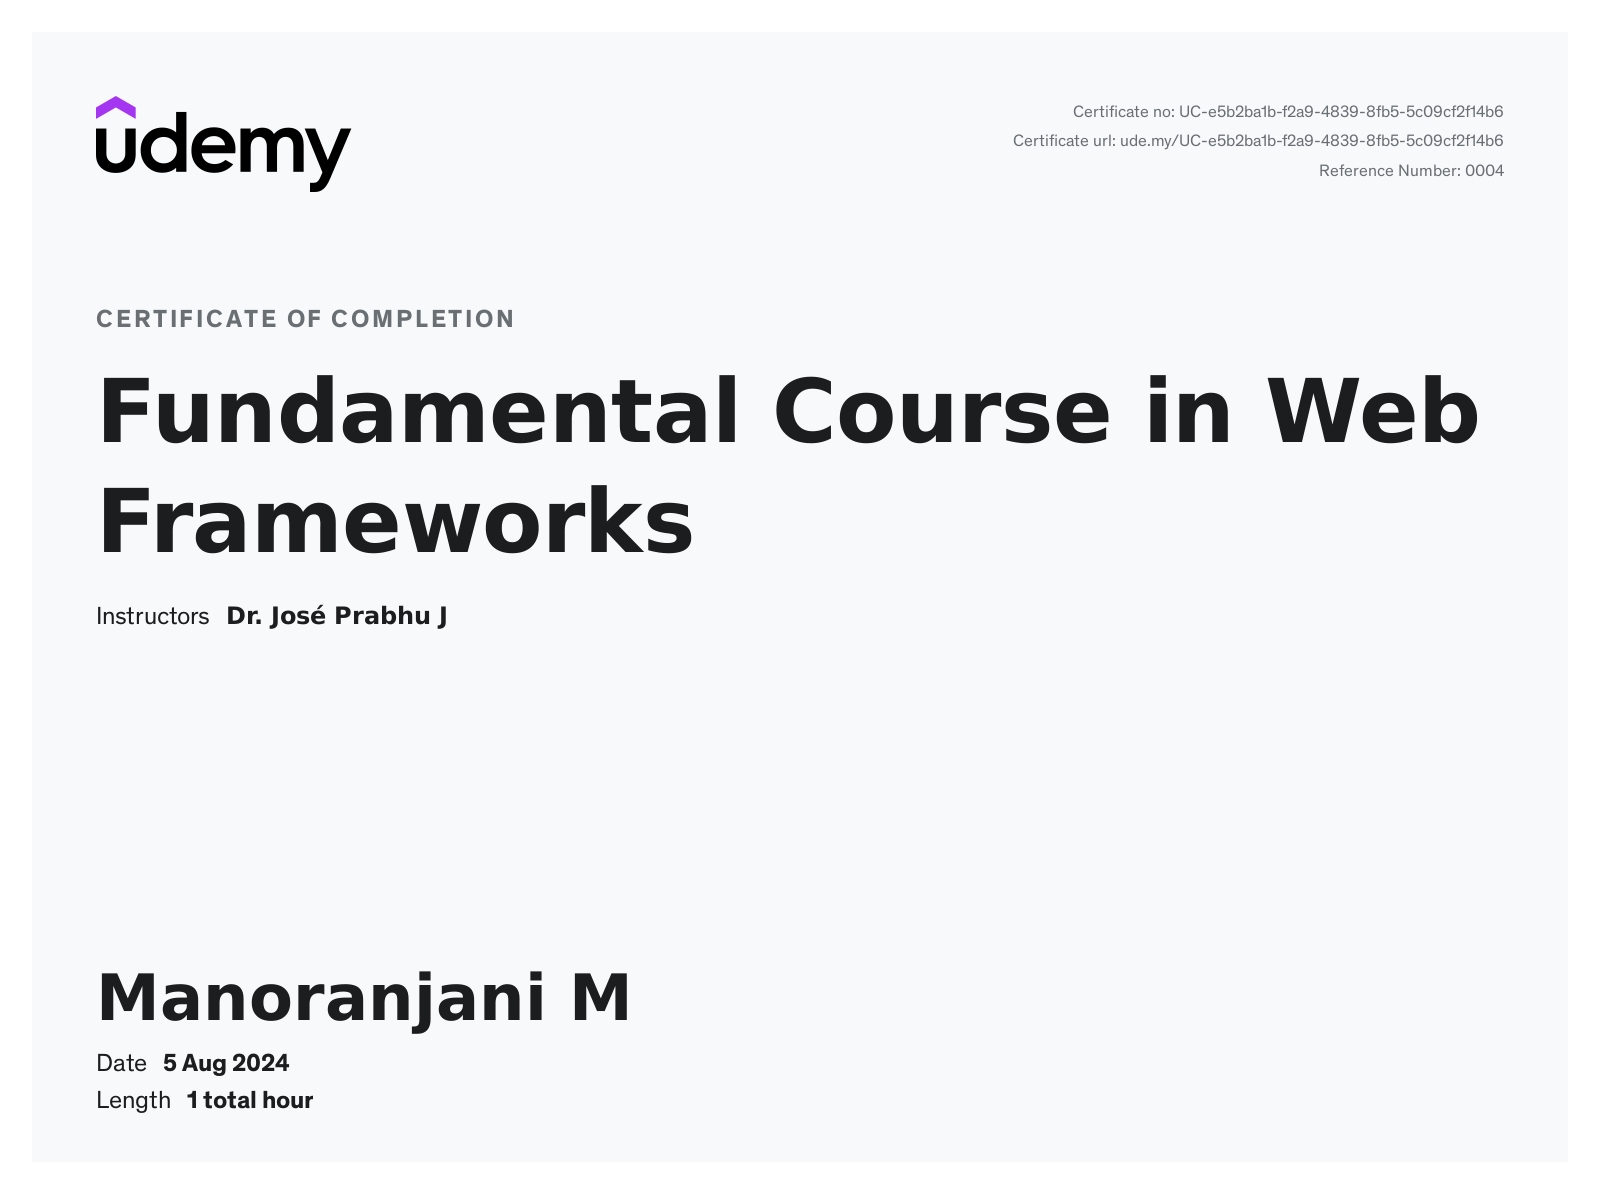 udemy
Certificate no: UC-e5b2ba1b-f2a9-4839-8fb5-5c09cf2f14b6
Certificate url: ude.my/UC-e5b2ba1b-f2a9-4839-8fb5-5c09cf2f14b6
Reference Number: 0004
CERTIFICATE OF COMPLETION
Fundamental Course in Web
Frameworks
Instructors Dr. José Prabhu J
Manoranjani M
Date 5 Aug 2024
Length 1 total hour